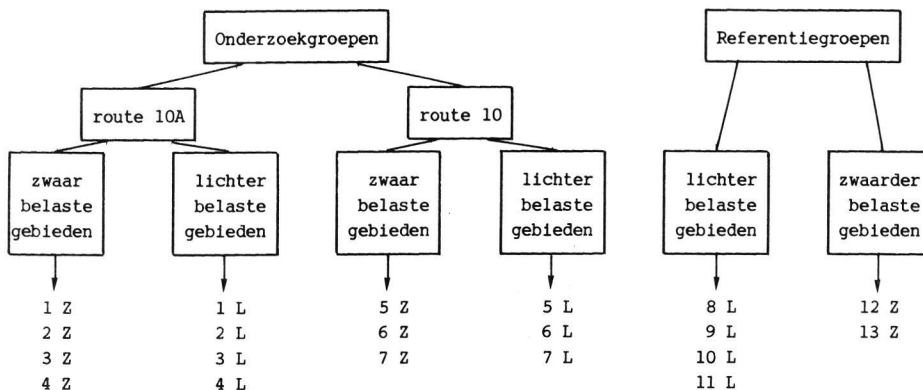 Onderzoekgroepen
Referentiegroepen
route 10A
route 10
zwaar
belaste
gebieden
lichter
belaste
gebieden
zwaar
belaste
gebieden
lichter
belaste
gebieden
lichter
belaste
gebieden
zwaarder
belaste
gebieden
1 Z
2 Z
3 Z
4 Z
1 L
2 L
3 L
4 L
5 Z
6 Z
7 Z
5 L
6 L
7 L
8 L
9 L
10 L
11 L
12 Z
13 Z